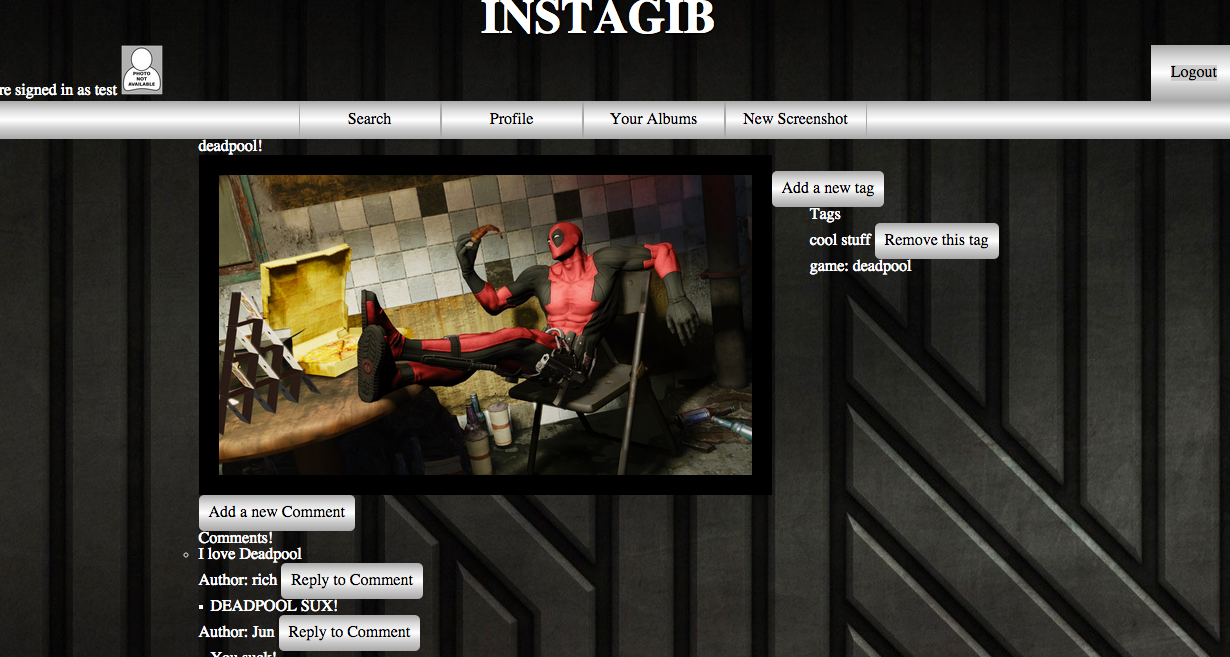 INSTAGIB
re signed in as test
PHOTO
NOT
AVAILABLE
Logout
Search
Profile
Your Albums
New Screenshot
deadpool!
Add a new tag
Tags
cool stuff Remove this tag
game: deadpool
Add a new Comment
Comments!
I love Deadpool
Author: rich Reply to Comment
DEADPOOL SUX!
Author: Jun Reply to Comment
You suck!